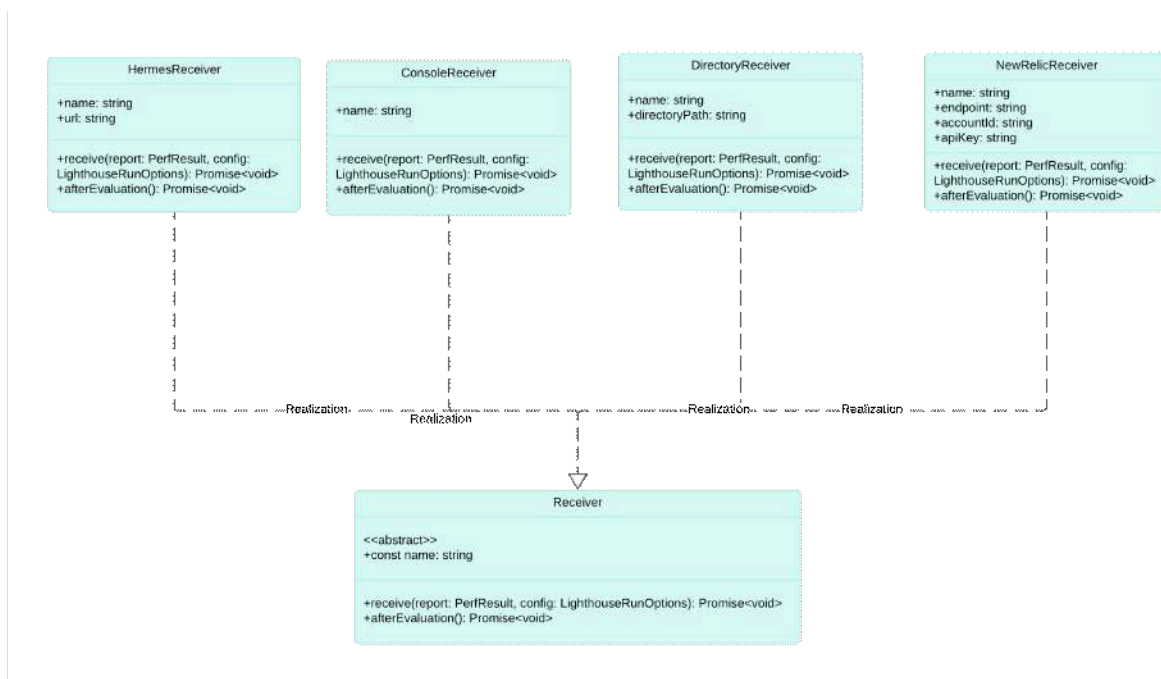 HermesReceiver
+name: string
+url: string
+receive(report: PerfResult, config:
LighthouseRunOptions): Promise<void>
+afterEvaluation(): Promise<void>
ConsoleReceiver
+name: string
+receive(report: PerfResult, config:
LighthouseRunOptions): Promise<void>
+afterEvaluation(): Promise<void>
DirectoryReceiver
+name: string
+directoryPath: string
+receive(report: PerfResult, config:
LighthouseRunOptions): Promise<void>
+afterEvaluation(): Promise<void>
NewRelicReceiver
+name: string
+endpoint: string
+accountId: string
+apiKey: string
+receive(report: PerfResult, config:
LighthouseRunOptions): Promise<void>
+afterEvaluation(): Promise<void>
Realization
Realization
Realization
Realization
Receiver
<<abstract>>
+const name: string
+receive(report: PerfResult, config: LighthouseRunOptions): Promise<void>
+afterEvaluation(): Promise<void>